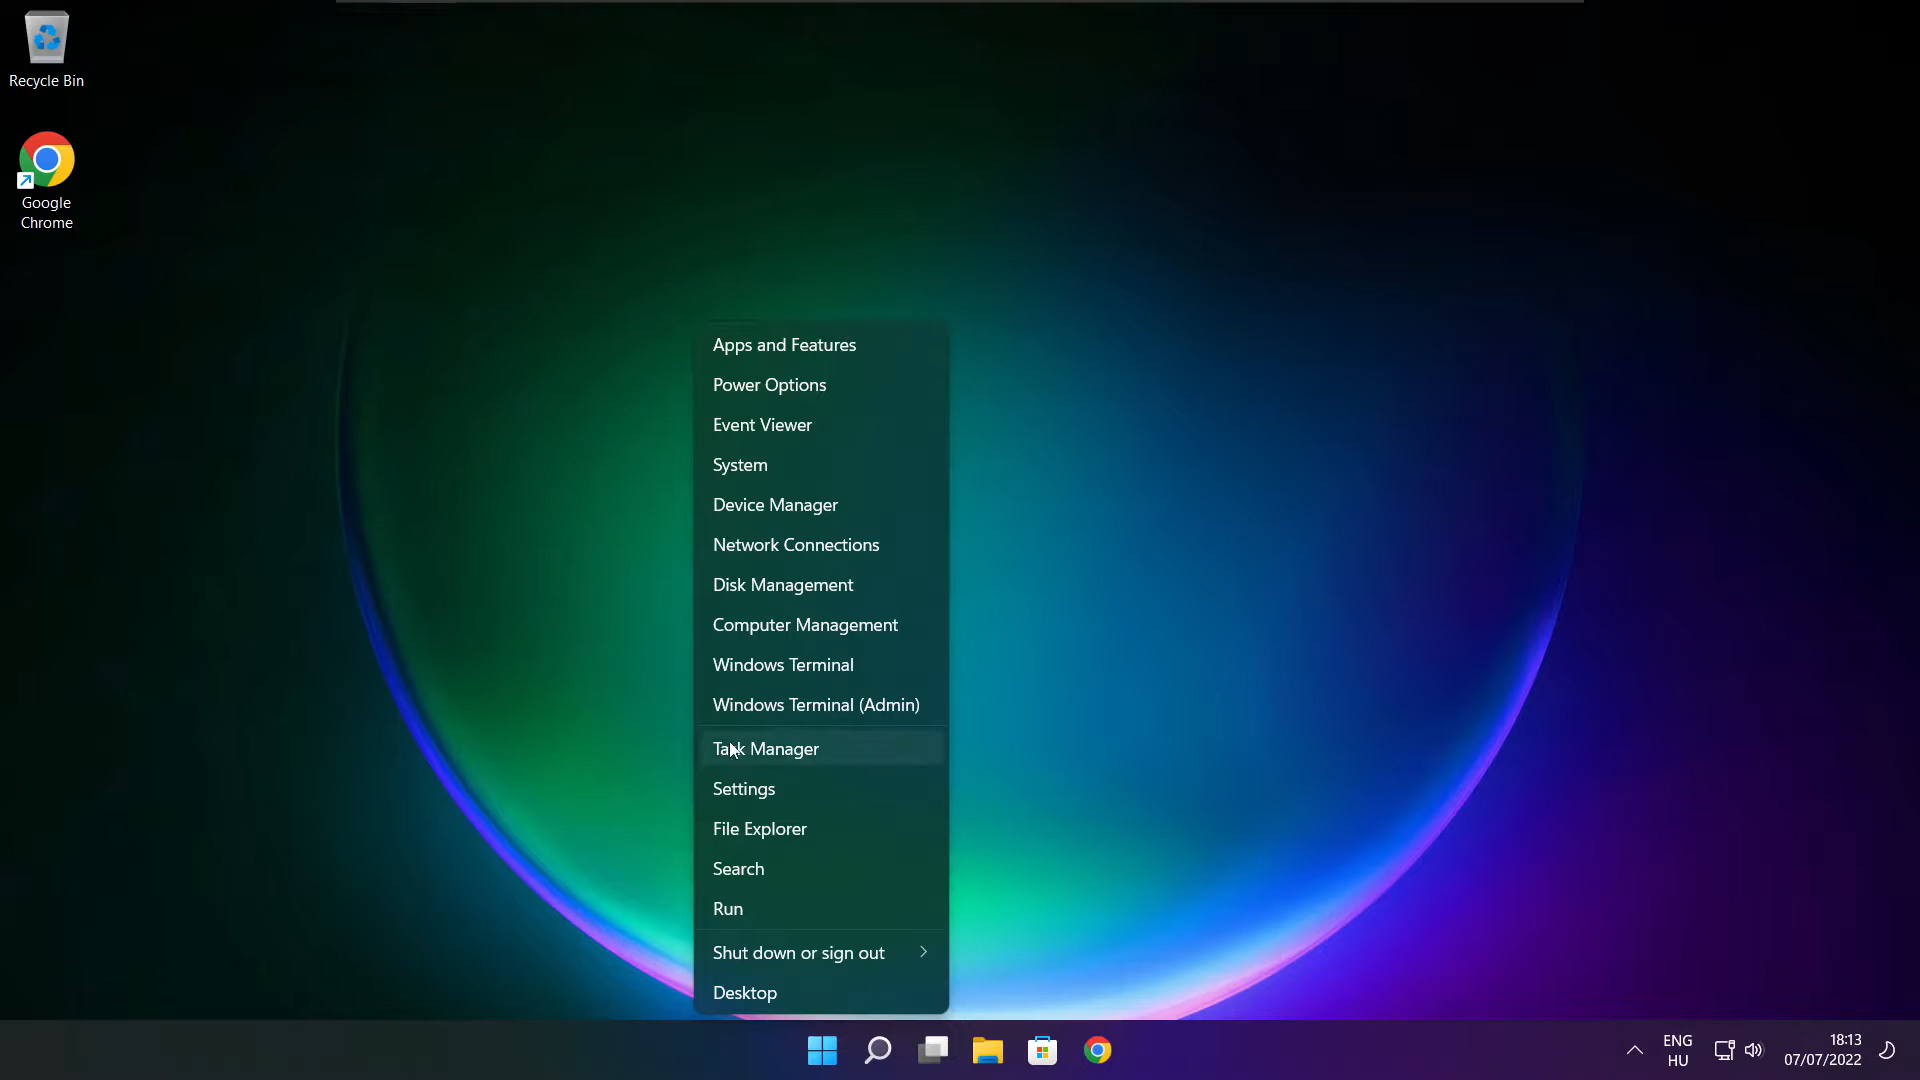 Recycle Bin
Google
Chrome
Apps and Features
Power Options
Event Viewer
System
Device Manager
Network Connections
Disk Management
Computer Management
Windows Terminal
Windows Terminal (Admin)
Task Manager
Settings
File Explorer
Search
Run
Shut down or sign out
Desktop
ENG
HU
18:13
07/07/2022